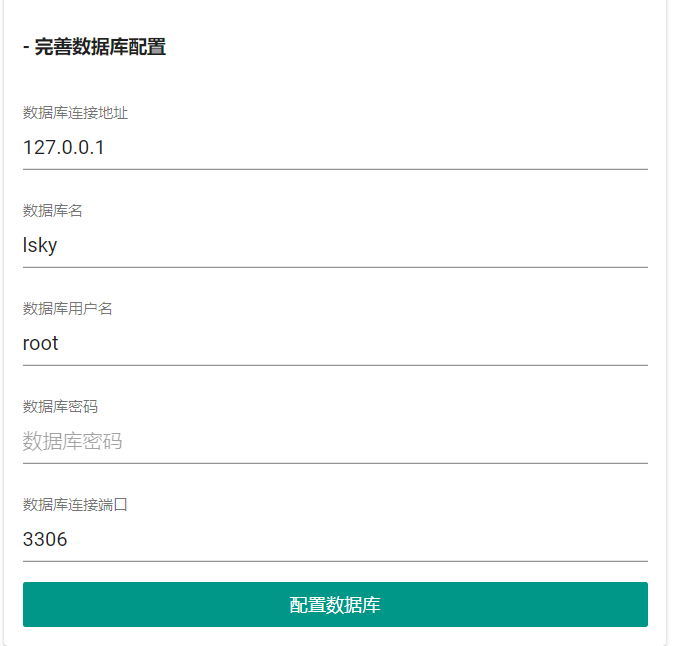 - 完善数据库配置
数据库连接地址
127.0.0.1
数据库名
lsky
数据库用户名
root
数据库密码
数据库密码
数据库连接端口
3306
配置数据库